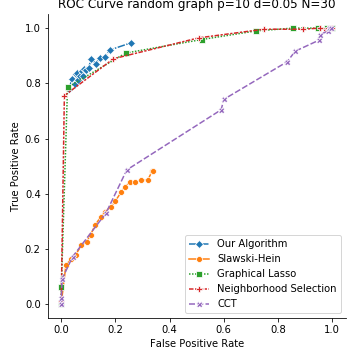 ROC Curve random graph p=10 d=0.05 N=30
1.0
0.8
0.6
0.4
0.2
0.0
True Positive Rate
Our Algorithm
Slawski-Hein
Graphical Lasso
Neighborhood Selection
CCT
0.0 0.2 0.4 0.6 0.8 1.0
False Positive Rate